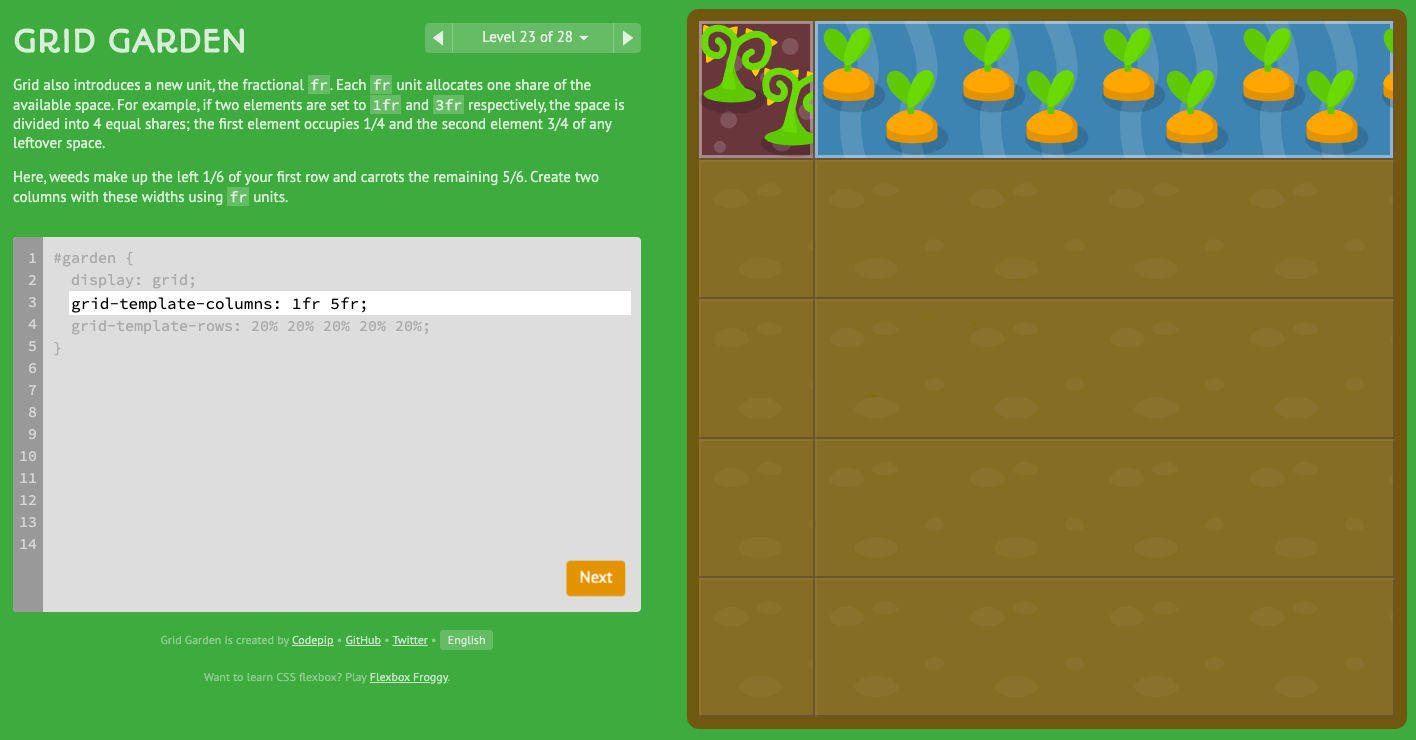 GRID GARDEN
Level 23 of 28
Grid also introduces a new unit, the fractional fr. Each fr unit allocates one share of the
available space. For example, if two elements are set to 1fr and 3fr respectively, the space is
divided into 4 equal shares; the first element occupies 1/4 and the second element 3/4 of any
leftover space.
Here, weeds make up the left 1/6 of your first row and carrots the remaining 5/6. Create two
columns with these widths using fr units.
1 #garden {
2 display: grid;
3 grid-template-columns: 1fr 5fr;
4 grid-template-rows: 20% 20% 20% 20% 20%;
5 }
6
7
8
9
10
11
12
13
14
Next
Grid Garden is created by Codepip • GitHub • Twitter • English
Want to learn CSS flexbox? Play Flexbox Froggy.